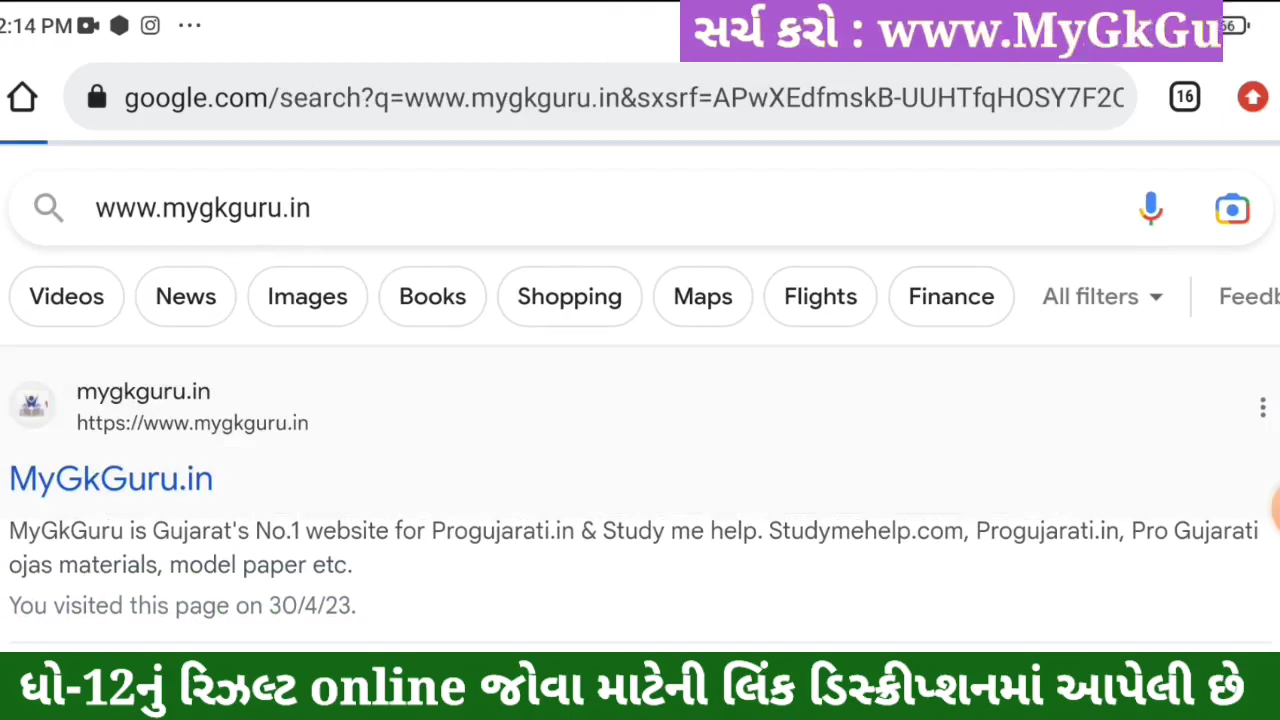 2:14 PM
સર્ચ કરો : www.MyGkGu
66
google.com/search?q=www.mygkguru.in&sxsrf=APwXEdfmskB-UUHTfqHOSY7F2C
16
www.mygkguru.in
Videos News Images Books Shopping Maps Flights Finance All filters Feedb
mygkguru.in
https://www.mygkguru.in
MyGkGuru.in
MyGkGuru is Gujarat's No.1 website for Progujarati.in & Study me help. Studymehelp.com, Progujarati.in, Pro Gujarati
ojas materials, model paper etc.
You visited this page on 30/4/23.
ધો-12નું રિઝલ્ટ online જોવા માટેની લિંક ડિસ્ક્રીપ્શનમાં આપેલી છે